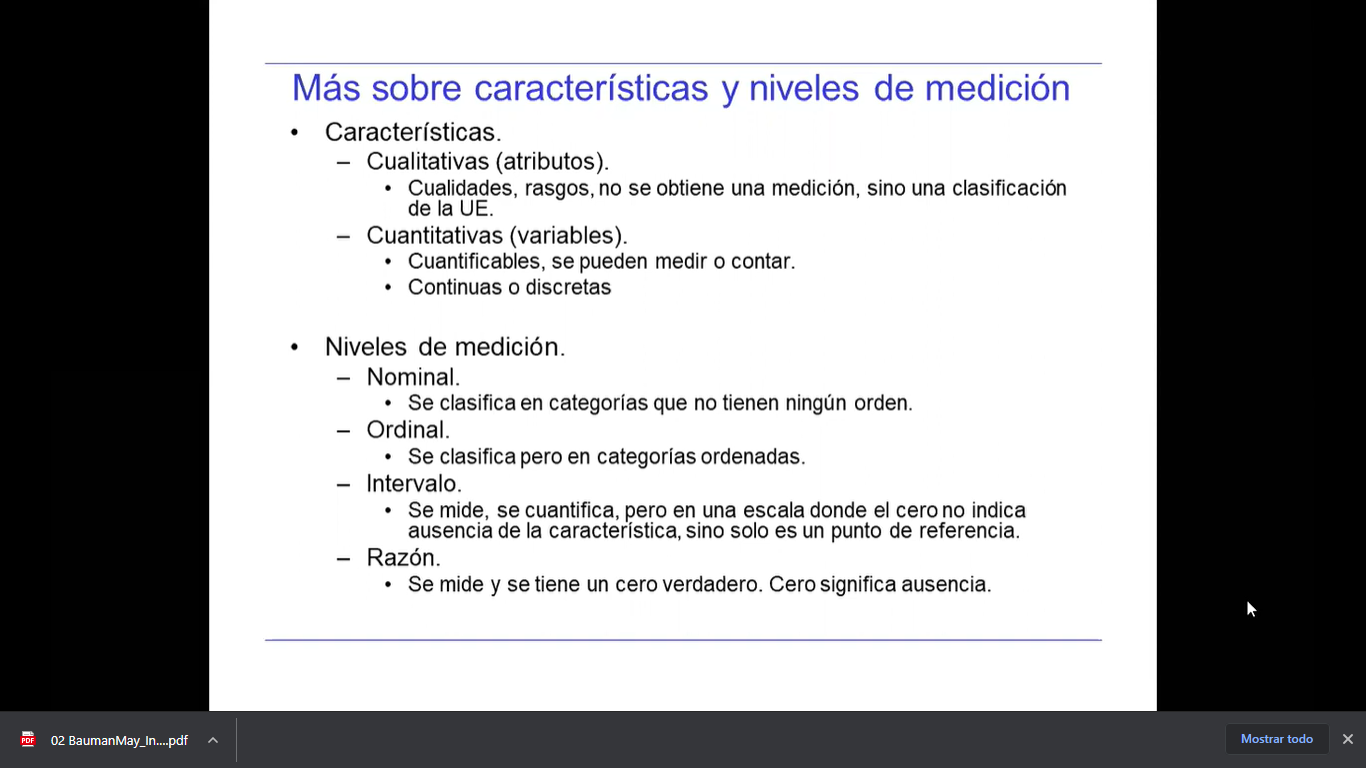 Más sobre características y niveles de medición
• Características.
– Cualitativas (atributos).
• Cualidades, rasgos, no se obtiene una medición, sino una clasificación
de la UE.
– Cuantitativas (variables).
• Cuantificables, se pueden medir o contar.
• Continuas o discretas
• Niveles de medición.
– Nominal.
• Se clasifica en categorías que no tienen ningún orden.
– Ordinal.
• Se clasifica pero en categorías ordenadas.
– Intervalo.
• Se mide, se cuantifica, pero en una escala donde el cero no indica
ausencia de la característica, sino solo es un punto de referencia.
– Razón.
• Se mide y se tiene un cero verdadero. Cero significa ausencia.
PDF
02 BaumanMay_In....pdf
Mostrar todo